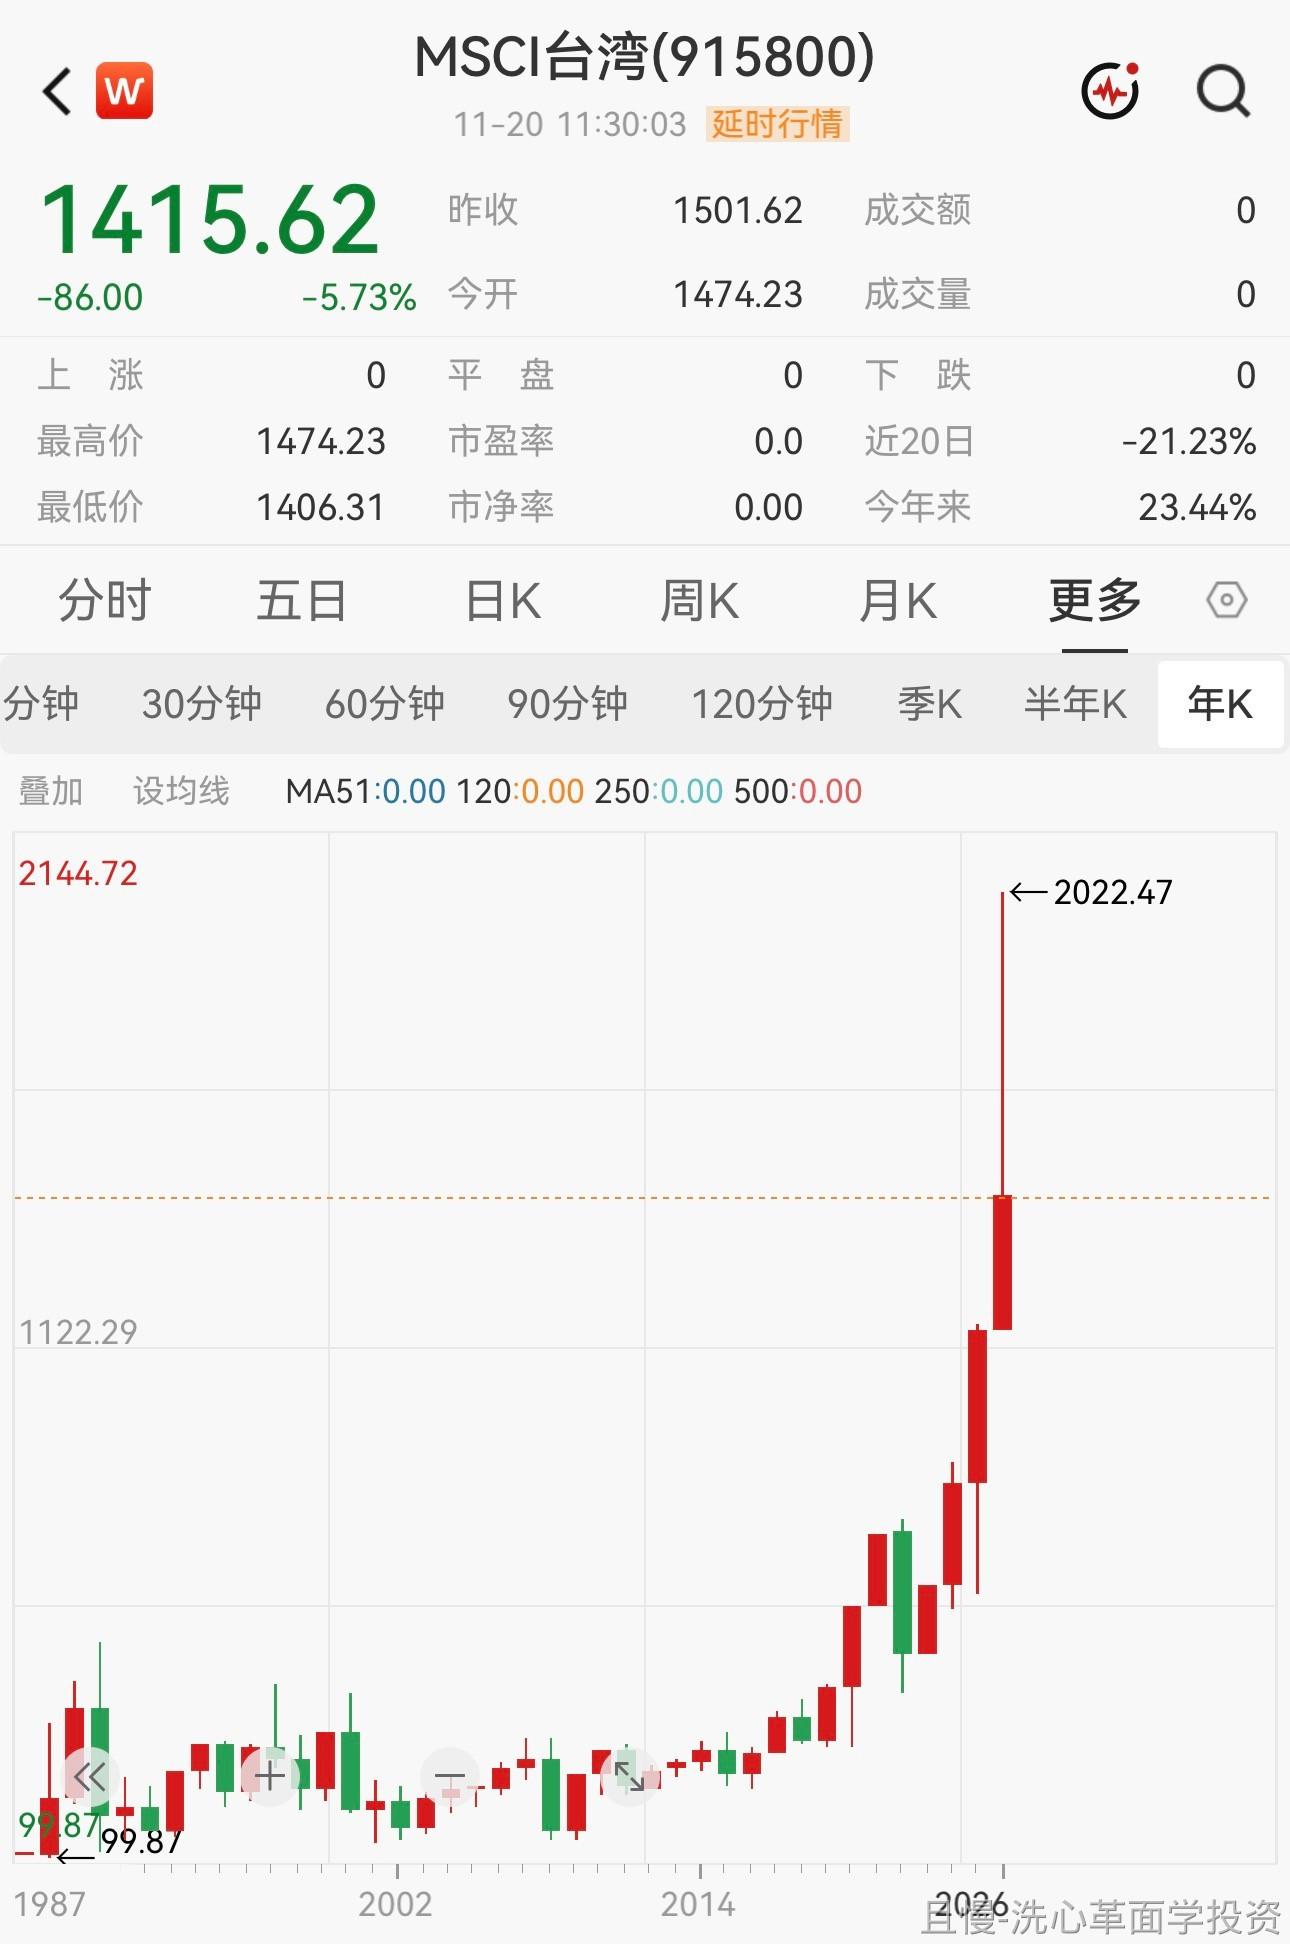 MSCI台湾(915800)
W
11-20 11:30:03 延时行情
1415.62
-86.00 -5.73%
昨收 1501.62 成交额 0
今开 1474.23 成交量 0
上 涨 0 平 盘 0 下 跌 0
最高价 1474.23 市盈率 0.0 近20日 -21.23%
最低价 1406.31 市净率 0.00 今年来 23.44%
分时 五日 日K 周K 月K 更多
分钟 30分钟 60分钟 90分钟 120分钟 季K 半年K 年K
叠加 设均线 MA51:0.00 120:0.00 250:0.00 500:0.00
2144.72
←2022.47
1122.29
99.87
←99.87
1987 2002 2014 2026
且慢-洗心革面学投资